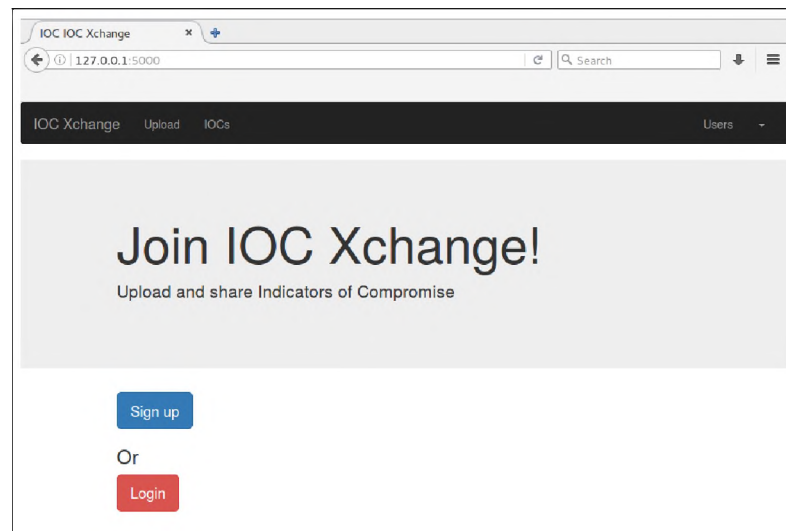 IOC IOC Xchange
127.0.0.1:5000 Search
IOC Xchange Upload IOCs Users
Join IOC Xchange!
Upload and share Indicators of Compromise
Sign up
Or
Login